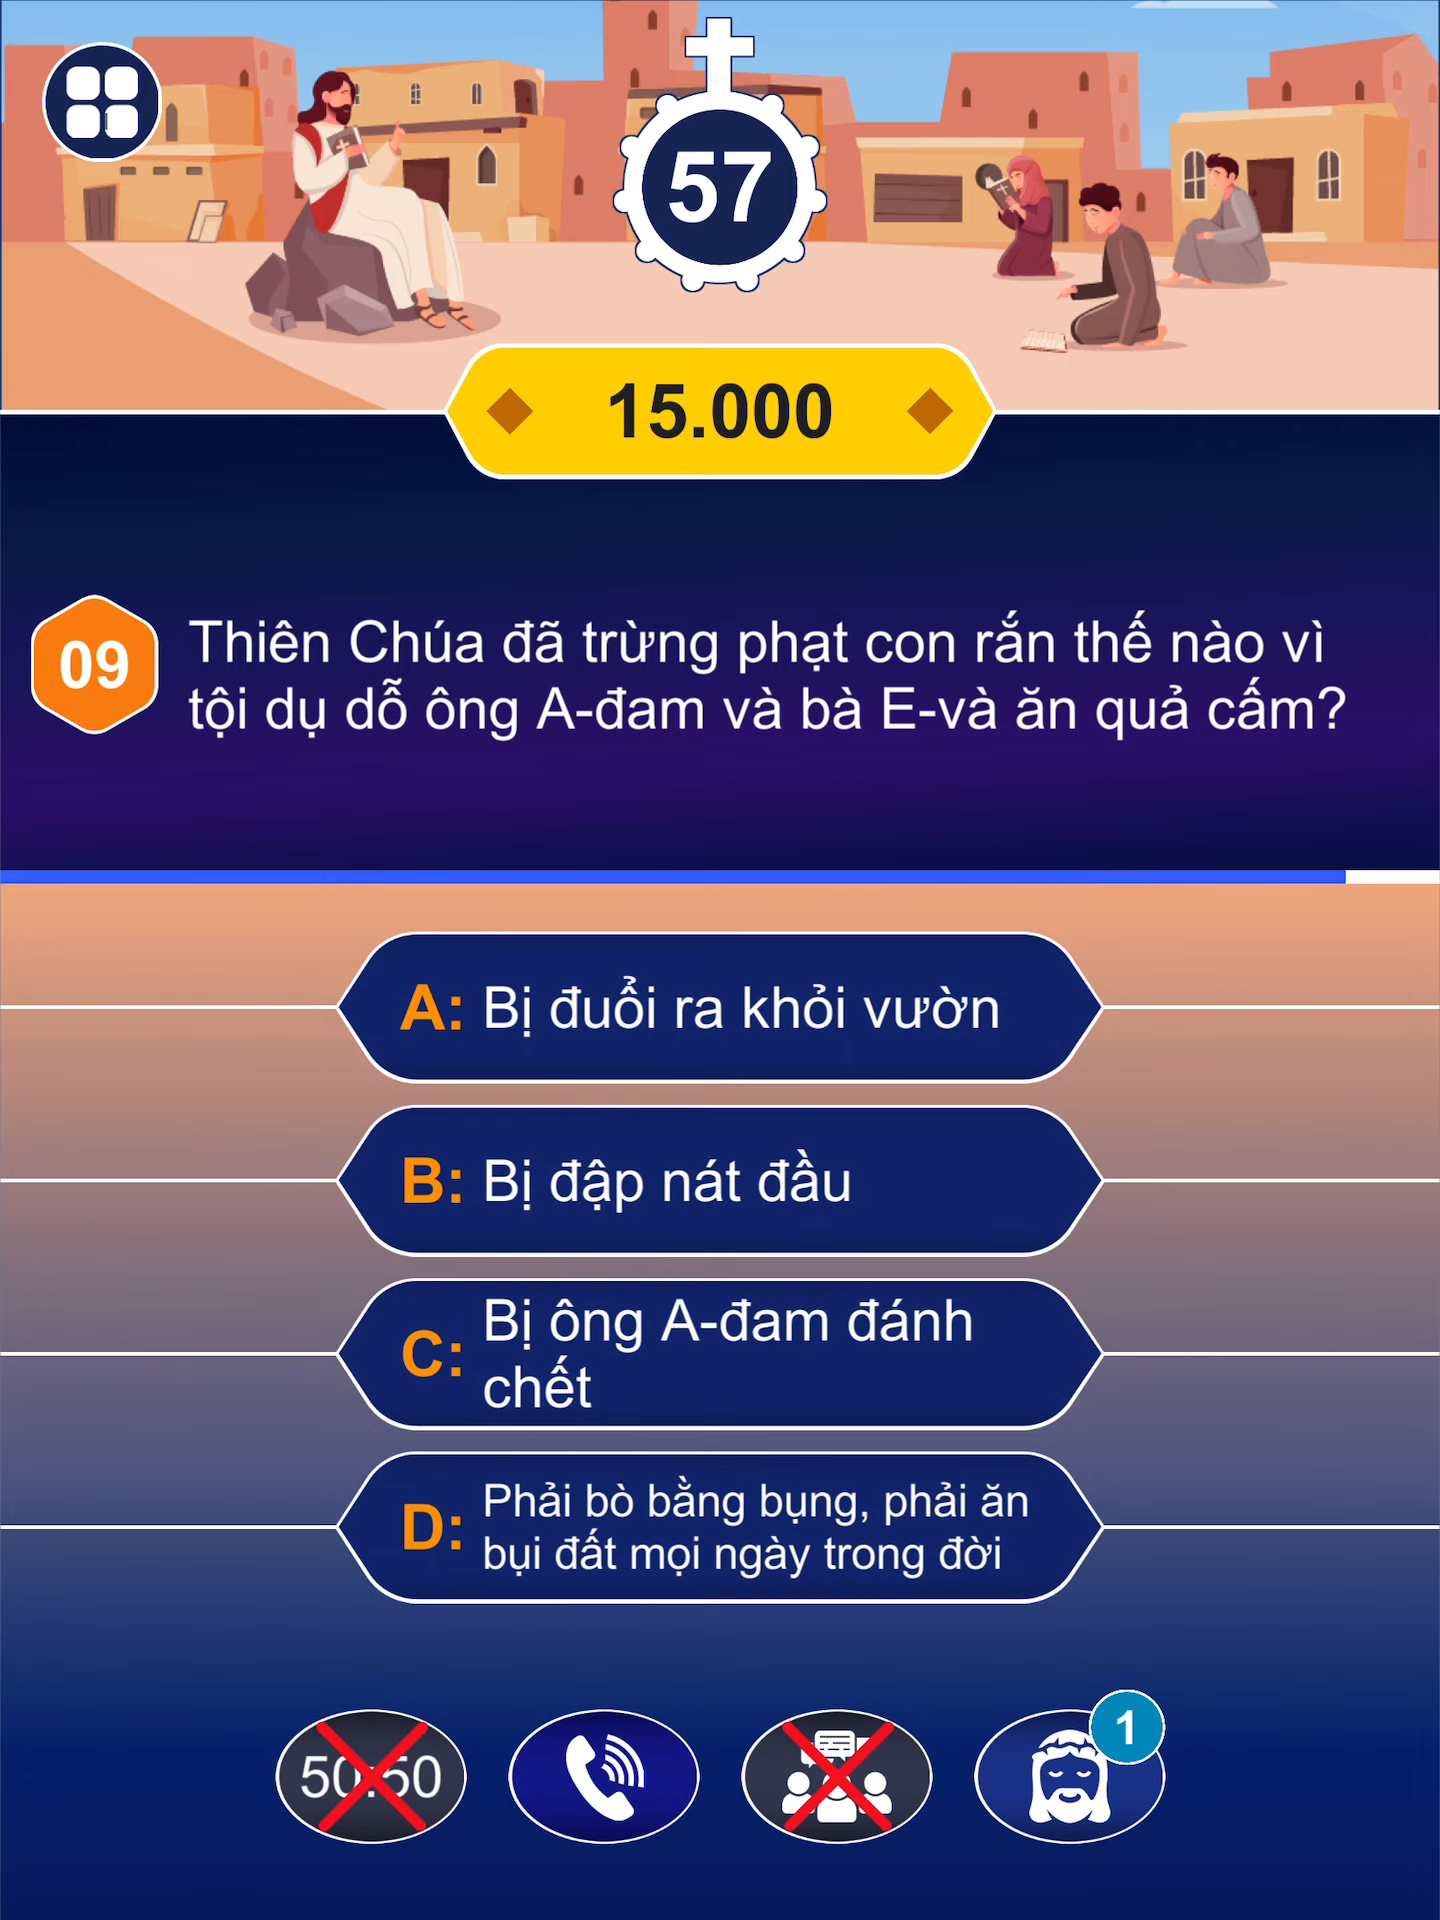 57
15.000
09
Thiên Chúa đã trừng phạt con rắn thế nào vì
tội dụ dỗ ông A-đam và bà E-và ăn quả cấm?
A: Bị đuổi ra khỏi vườn
B: Bị đập nát đầu
C: Bị ông A-đam đánh
chết
D: Phải bò bằng bụng, phải ăn
bụi đất mọi ngày trong đời
50:50
1